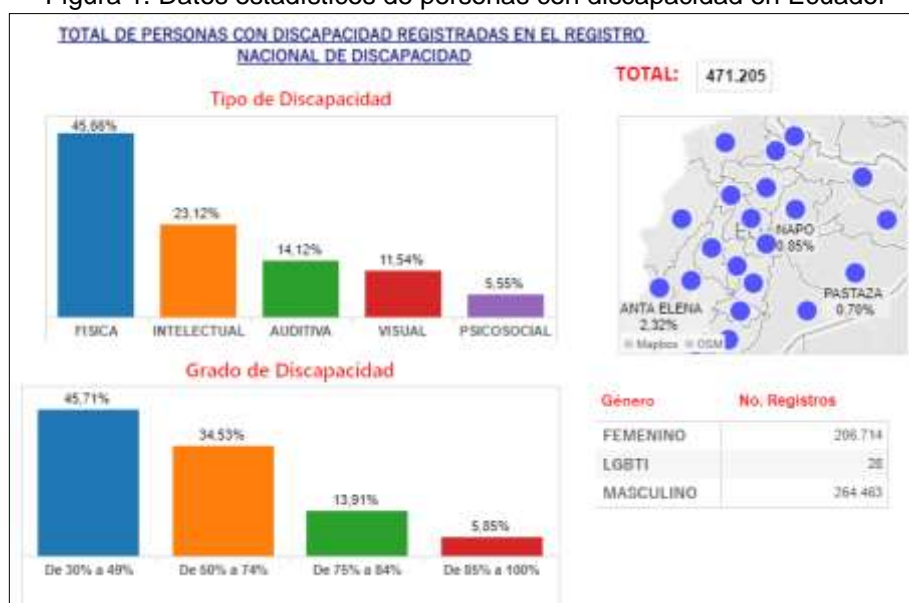 Figura 1. Datos estadísticos de personas con discapacidad en Ecuador
TOTAL DE PERSONAS CON DISCAPACIDAD REGISTRADAS EN EL REGISTRO
NACIONAL DE DISCAPACIDAD
TOTAL: 471.205
Tipo de Discapacidad
45,66%
23,12%
14,12%
11,54%
5,55%
FISICA INTELECTUAL AUDITIVA VISUAL PSICOSOCIAL
NAPO
0.85%
PASTAZA
0.70%
ANTA ELENA
2.32%
© Mapbox © OSM
Grado de Discapacidad
45,71%
34,53%
13,91%
5,85%
De 30% a 49% De 50% a 74% De 75% a 84% De 85% a 100%
Género No. Registros
FEMENINO 206.714
LGBTI 28
MASCULINO 264.463